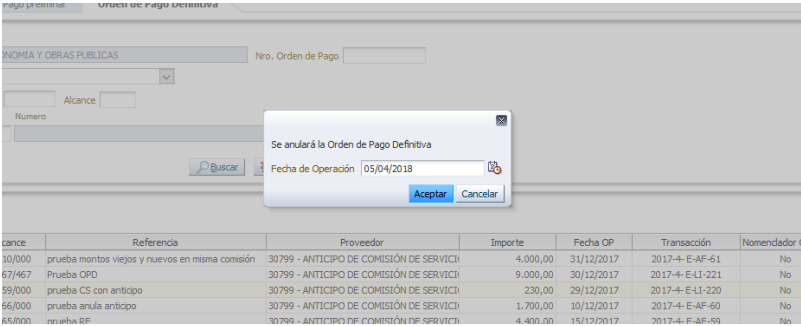 Pago preliminar Orden de Pago Definitiva
ONOMIA Y OBRAS PUBLICAS Nro. Orden de Pago
Alcance
Numero
Buscar
Se anulará la Orden de Pago Definitiva
Fecha de Operación 05/04/2018
Aceptar Cancelar
cance Referencia Proveedor Importe Fecha OP Transacción Nomenclador
10/000 prueba montos viejos y nuevos en misma comisión 30799 - ANTICIPO DE COMISIÓN DE SERVICI 4.000,00 31/12/2017 2017-4- E-AF-61 No
67/467 Prueba OPD 30799 - ANTICIPO DE COMISIÓN DE SERVICI 9.000,00 30/12/2017 2017-4- E-LI-221 No
59/000 prueba CS con anticipo 30799 - ANTICIPO DE COMISIÓN DE SERVICI 230,00 29/12/2017 2017-4- E-LI-220 No
66/000 prueba anula anticipo 30799 - ANTICIPO DE COMISIÓN DE SERVICI 1.700,00 10/12/2017 2017-4- E-AF-60 No
65/000 prueba RE 30799 - ANTICIPO DE COMISIÓN DE SERVICI 4.400,00 15/12/2017 2017-4- E-AF-59 No